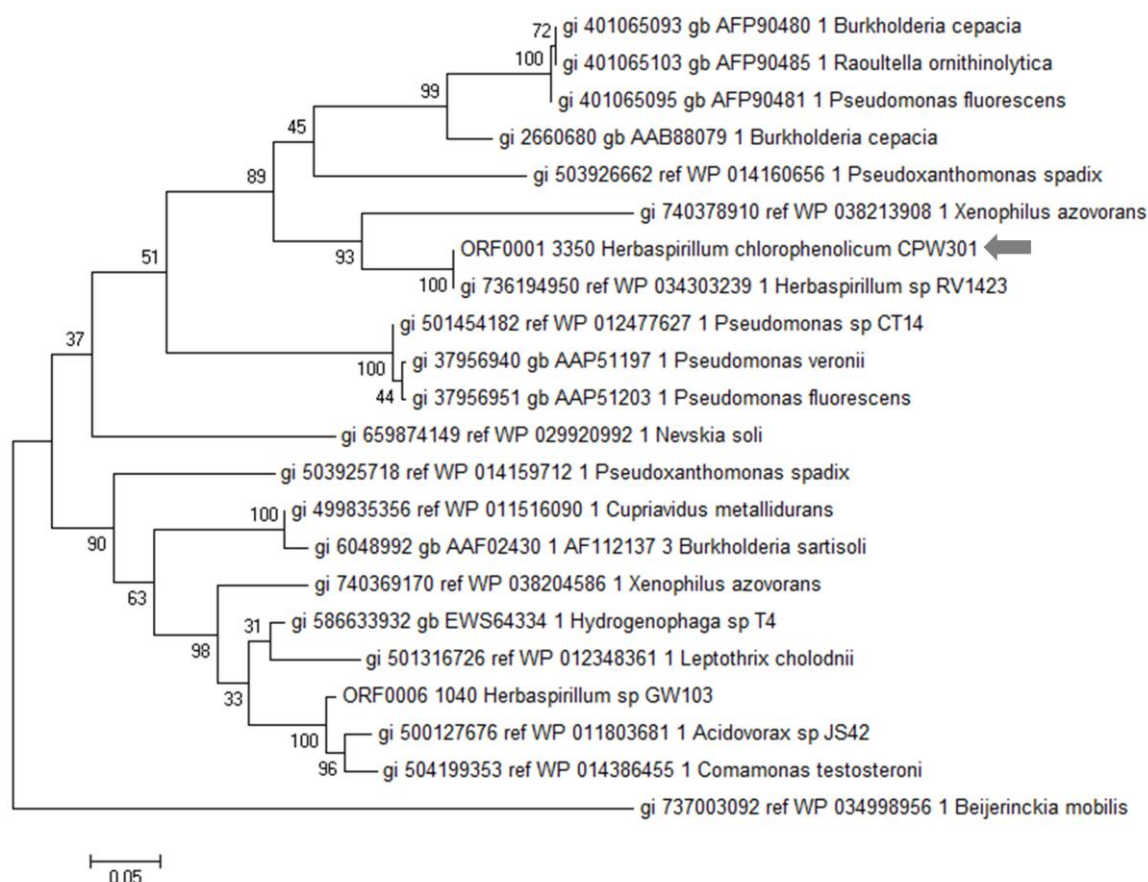 72
gi 401065093 gb AFP90480 1 Burkholderia cepacia
100
gi 401065103 gb AFP90485 1 Raoultella ornithinolytica
gi 401065095 gb AFP90481 1 Pseudomonas fluorescens
99
gi 2660680 gb AAB88079 1 Burkholderia cepacia
45
gi 503926662 ref WP 014160656 1 Pseudoxanthomonas spadix
89
gi 740378910 ref WP 038213908 1 Xenophilus azovorans
93
ORF0001 3350 Herbaspirillum chlorophenolicum CPW301
100
gi 736194950 ref WP 034303239 1 Herbaspirillum sp RV1423
51
gi 501454182 ref WP 012477627 1 Pseudomonas sp CT14
37
100
gi 37956940 gb AAP51197 1 Pseudomonas veronii
44
gi 37956951 gb AAP51203 1 Pseudomonas fluorescens
gi 659874149 ref WP 029920992 1 Nevskia soli
gi 503925718 ref WP 014159712 1 Pseudoxanthomonas spadix
100
gi 499835356 ref WP 011516090 1 Cupriavidus metallidurans
90
gi 6048992 gb AAF02430 1 AF112137 3 Burkholderia sartisoli
63
gi 740369170 ref WP 038204586 1 Xenophilus azovorans
31
gi 586633932 gb EWS64334 1 Hydrogenophaga sp T4
98
gi 501316726 ref WP 012348361 1 Leptothrix cholodnii
33
ORF0006 1040 Herbaspirillum sp GW103
100
gi 500127676 ref WP 011803681 1 Acidovorax sp JS42
96
gi 504199353 ref WP 014386455 1 Comamonas testosteroni
gi 737003092 ref WP 034998956 1 Beijerinckia mobilis
0.05